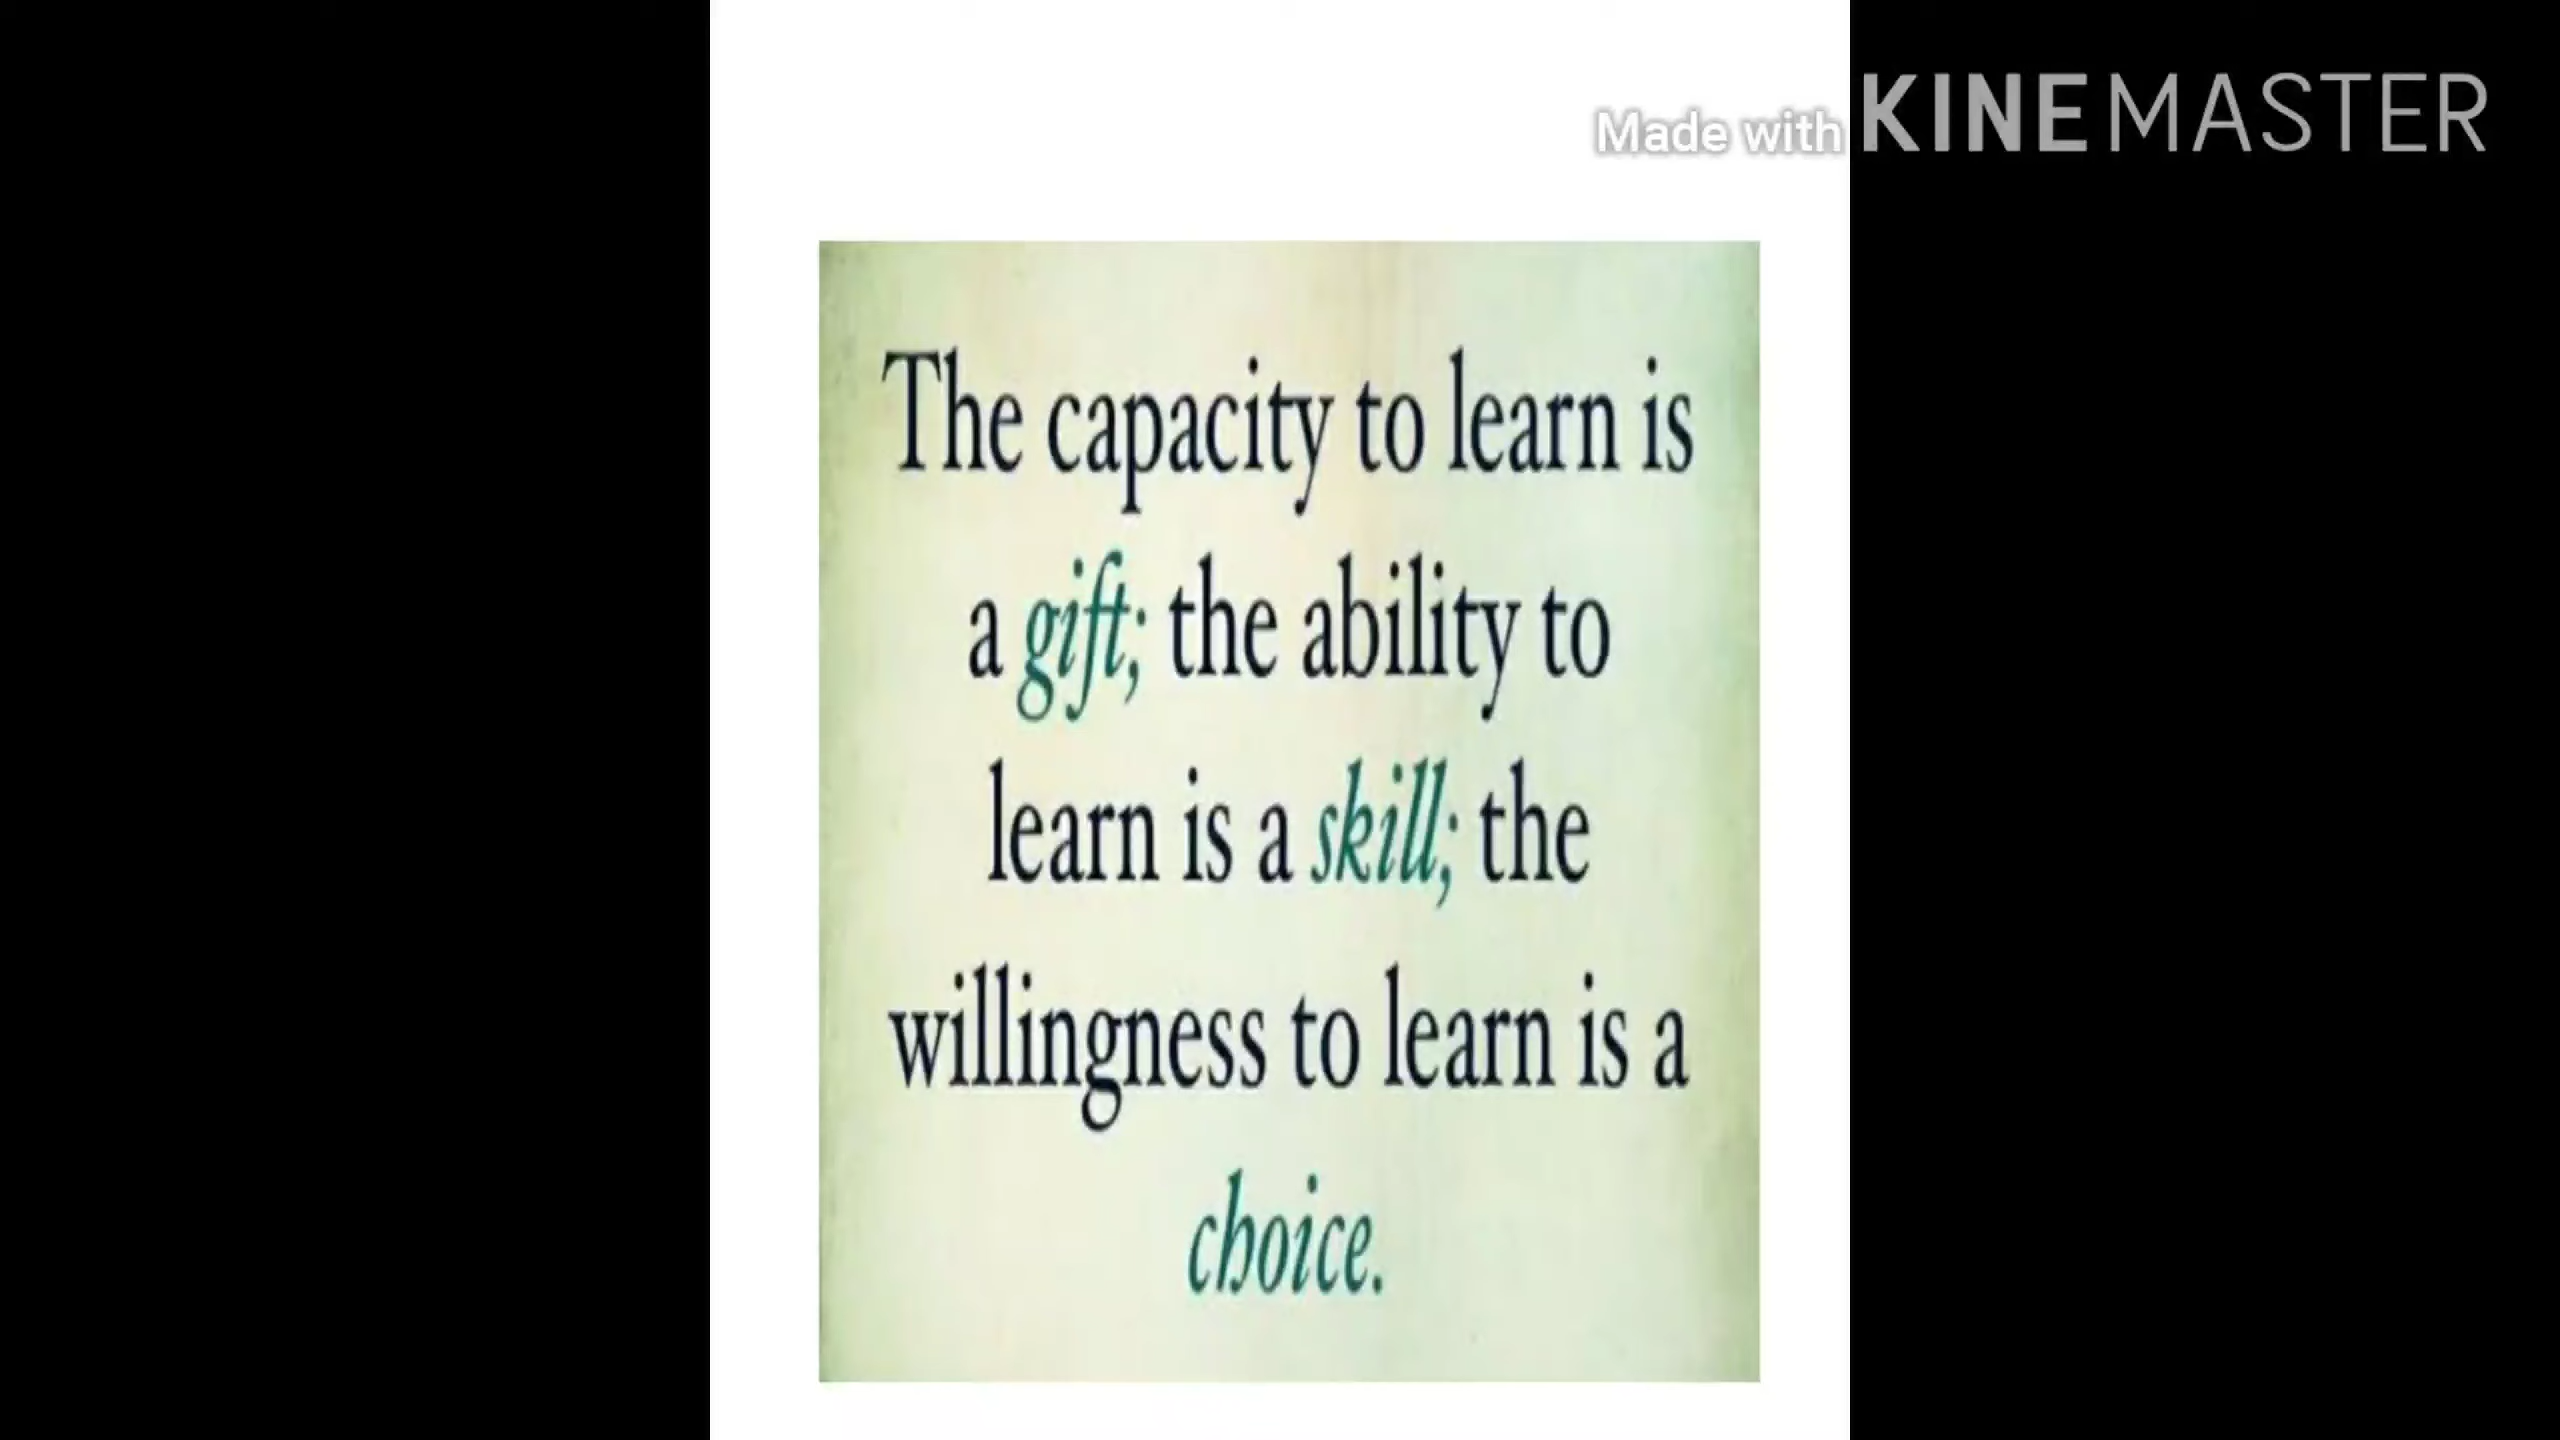 Made with KINEMASTER
The capacity to learn is
a gift; the ability to
learn is a skill; the
willingness to learn is a
choice.